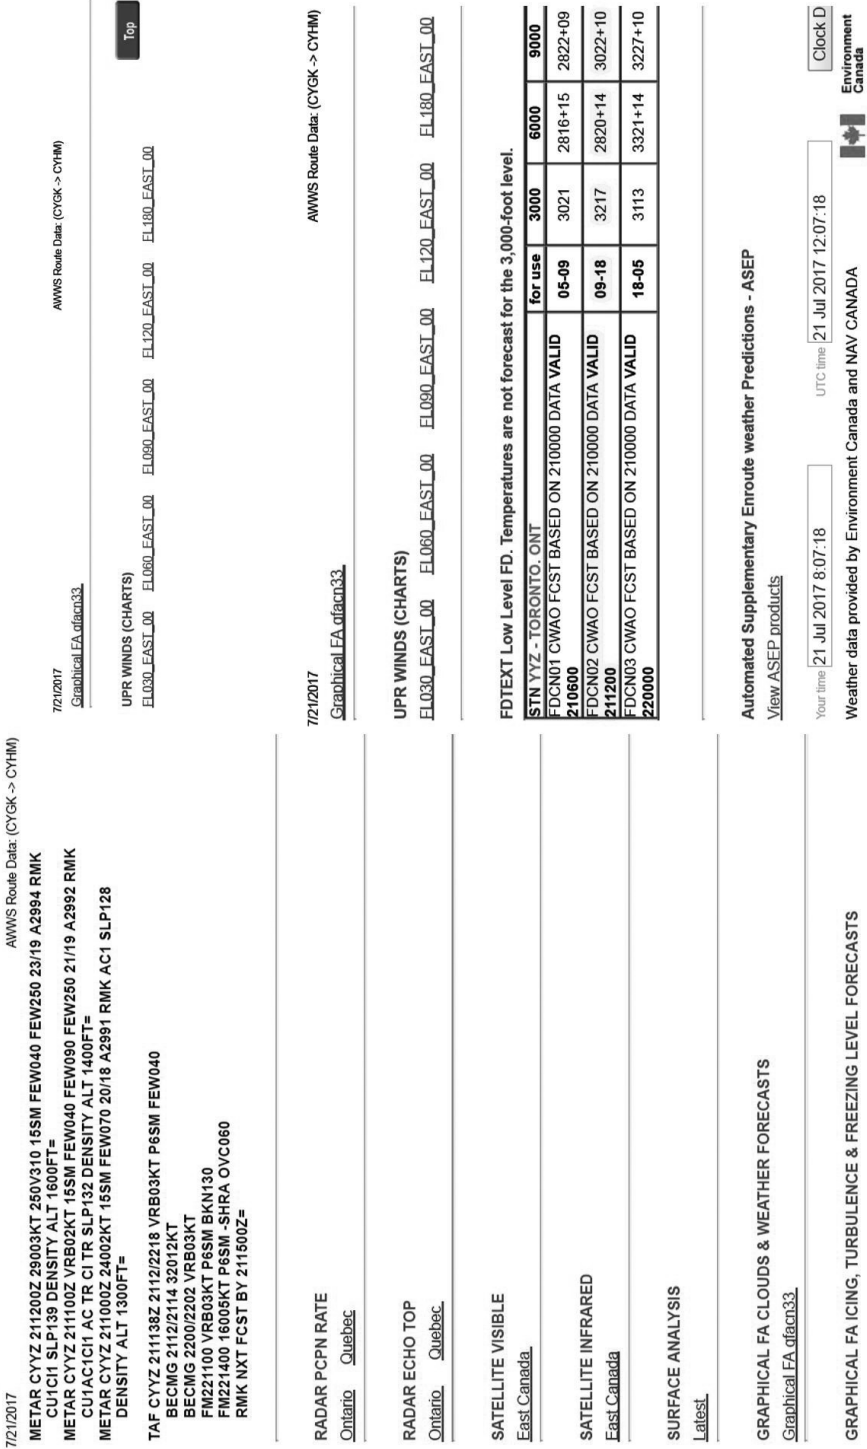 7/21/2017
AWWS Route Data: (CYGK -> CYHM)
METAR CYYZ 211200Z 29003KT 250V310 15SM FEW040 FEW250 23/19 A2994 RMK
CU1CI1 SLP139 DENSITY ALT 1600FT=
METAR CYYZ 211100Z VRB02KT 15SM FEW040 FEW090 FEW250 21/19 A2992 RMK
CU1AC1CI1 AC TR CI TR SLP132 DENSITY ALT 1400FT=
METAR CYYZ 211000Z 24002KT 15SM FEW070 20/18 A2991 RMK AC1 SLP128
DENSITY ALT 1300FT=
TAF CYYZ 211138Z 2112/2218 VRB03KT P6SM FEW040
BECMG 2112/2114 32012KT
BECMG 2200/2202 VRB03KT
FM221100 VRB03KT P6SM BKN130
FM221400 16005KT P6SM -SHRA OVC060
RMK NXT FCST BY 211500Z=
RADAR PCPN RATE
Ontario Quebec
RADAR ECHO TOP
Ontario Quebec
SATELLITE VISIBLE
East Canada
SATELLITE INFRARED
East Canada
SURFACE ANALYSIS
Latest
GRAPHICAL FA CLOUDS & WEATHER FORECASTS
Graphical FA gfacn33
GRAPHICAL FA ICING, TURBULENCE & FREEZING LEVEL FORECASTS
7/21/2017
AWWS Route Data: (CYGK -> CYHM)
Graphical FA gfacn33
Top
UPR WINDS (CHARTS)
FL030_EAST_00 FL060_EAST_00 FL090_EAST_00 FL120_EAST_00 FL180_EAST_00
7/21/2017
AWWS Route Data: (CYGK -> CYHM)
Graphical FA gfacn33
UPR WINDS (CHARTS)
FL030_EAST_00 FL060_EAST_00 FL090_EAST_00 FL120_EAST_00 FL180_EAST_00
FDTEXT Low Level FD. Temperatures are not forecast for the 3,000-foot level.
STN YYZ - TORONTO. ONT for use 3000 6000 9000
FDCN01 CWAO FCST BASED ON 210000 DATA VALID 05-09 3021 2816+15 2822+09
210600
FDCN02 CWAO FCST BASED ON 210000 DATA VALID 09-18 3217 2820+14 3022+10
211200
FDCN03 CWAO FCST BASED ON 210000 DATA VALID 18-05 3113 3321+14 3227+10
220000
Automated Supplementary Enroute weather Predictions - ASEP
View ASEP products
Your time 21 Jul 2017 8:07:18 UTC time 21 Jul 2017 12:07:18 Clock D
Weather data provided by Environment Canada and NAV CANADA
Environment
Canada